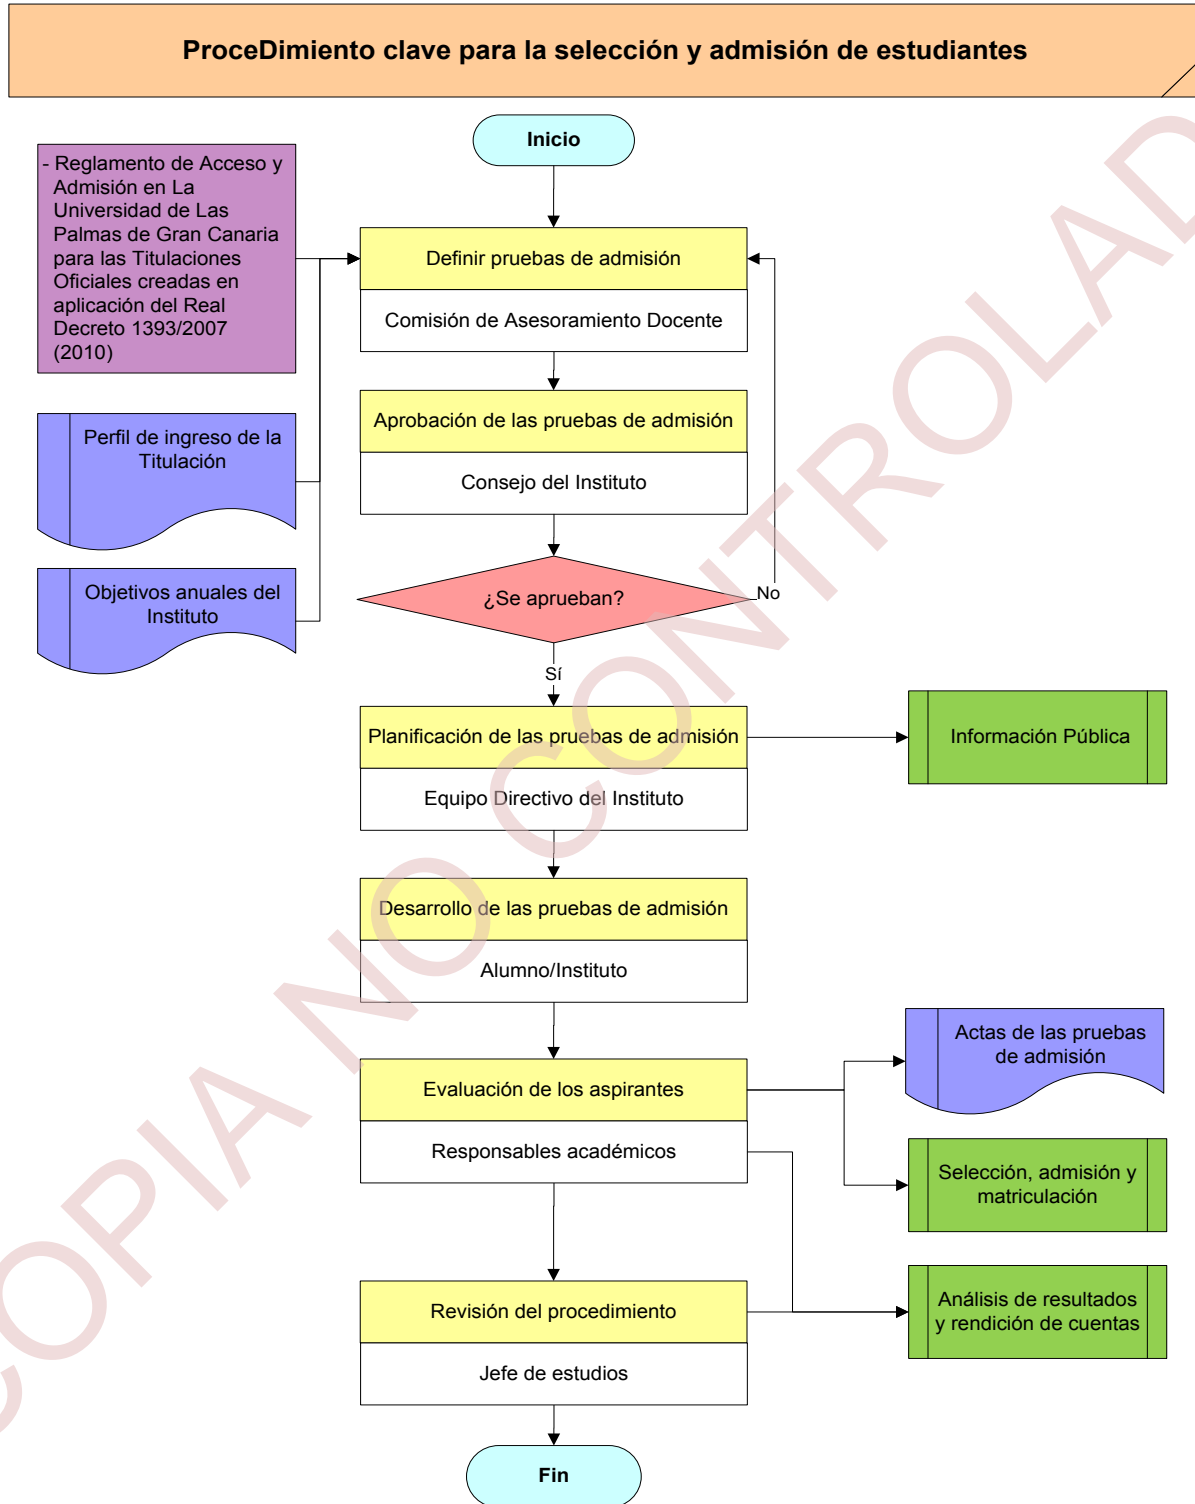 ProceDimiento clave para la selección y admisión de estudiantes
Inicio
- Reglamento de Acceso y
Admisión en La
Universidad de Las
Palmas de Gran Canaria
para las Titulaciones
Oficiales creadas en
aplicación del Real
Decreto 1393/2007
(2010)
Definir pruebas de admisión
Comisión de Asesoramiento Docente
Perfil de ingreso de la
Titulación
Aprobación de las pruebas de admisión
Consejo del Instituto
Objetivos anuales del
Instituto
¿Se aprueban?
No
Sí
Planificación de las pruebas de admisión
Equipo Directivo del Instituto
Información Pública
Desarrollo de las pruebas de admisión
Alumno/Instituto
Evaluación de los aspirantes
Responsables académicos
Actas de las pruebas
de admisión
Selección, admisión y
matriculación
Revisión del procedimiento
Jefe de estudios
Análisis de resultados
y rendición de cuentas
Fin
COPIA NO CONTROLAD